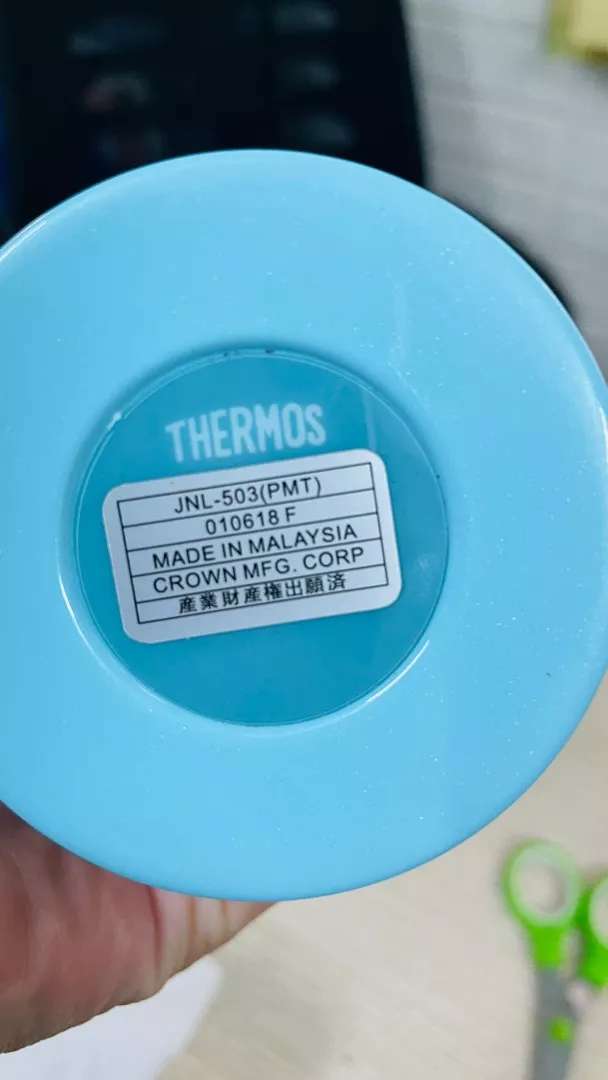 THERMOS
JNL-503(PMT)
010618 F
MADE IN MALAYSIA
CROWN MFG. CORP
産業財産権出願済